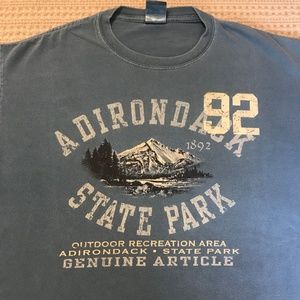 92
ADIRONDACK
1892
STATE PARK
OUTDOOR RECREATION AREA
ADIRONDACK • STATE PARK
GENUINE ARTICLE